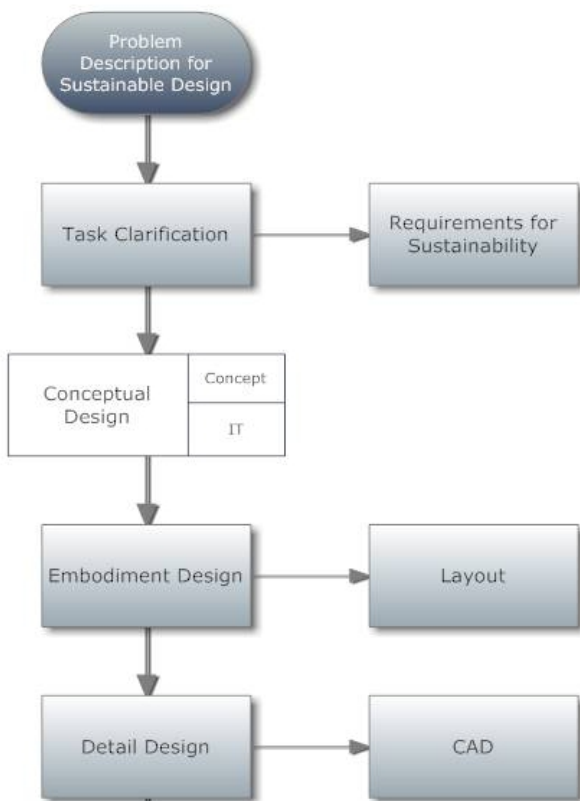 Problem
Description for
Sustainable Design
Task Clarification
Requirements for
Sustainability
Conceptual
Design
Concept
IT
Embodiment Design
Layout
Detail Design
CAD